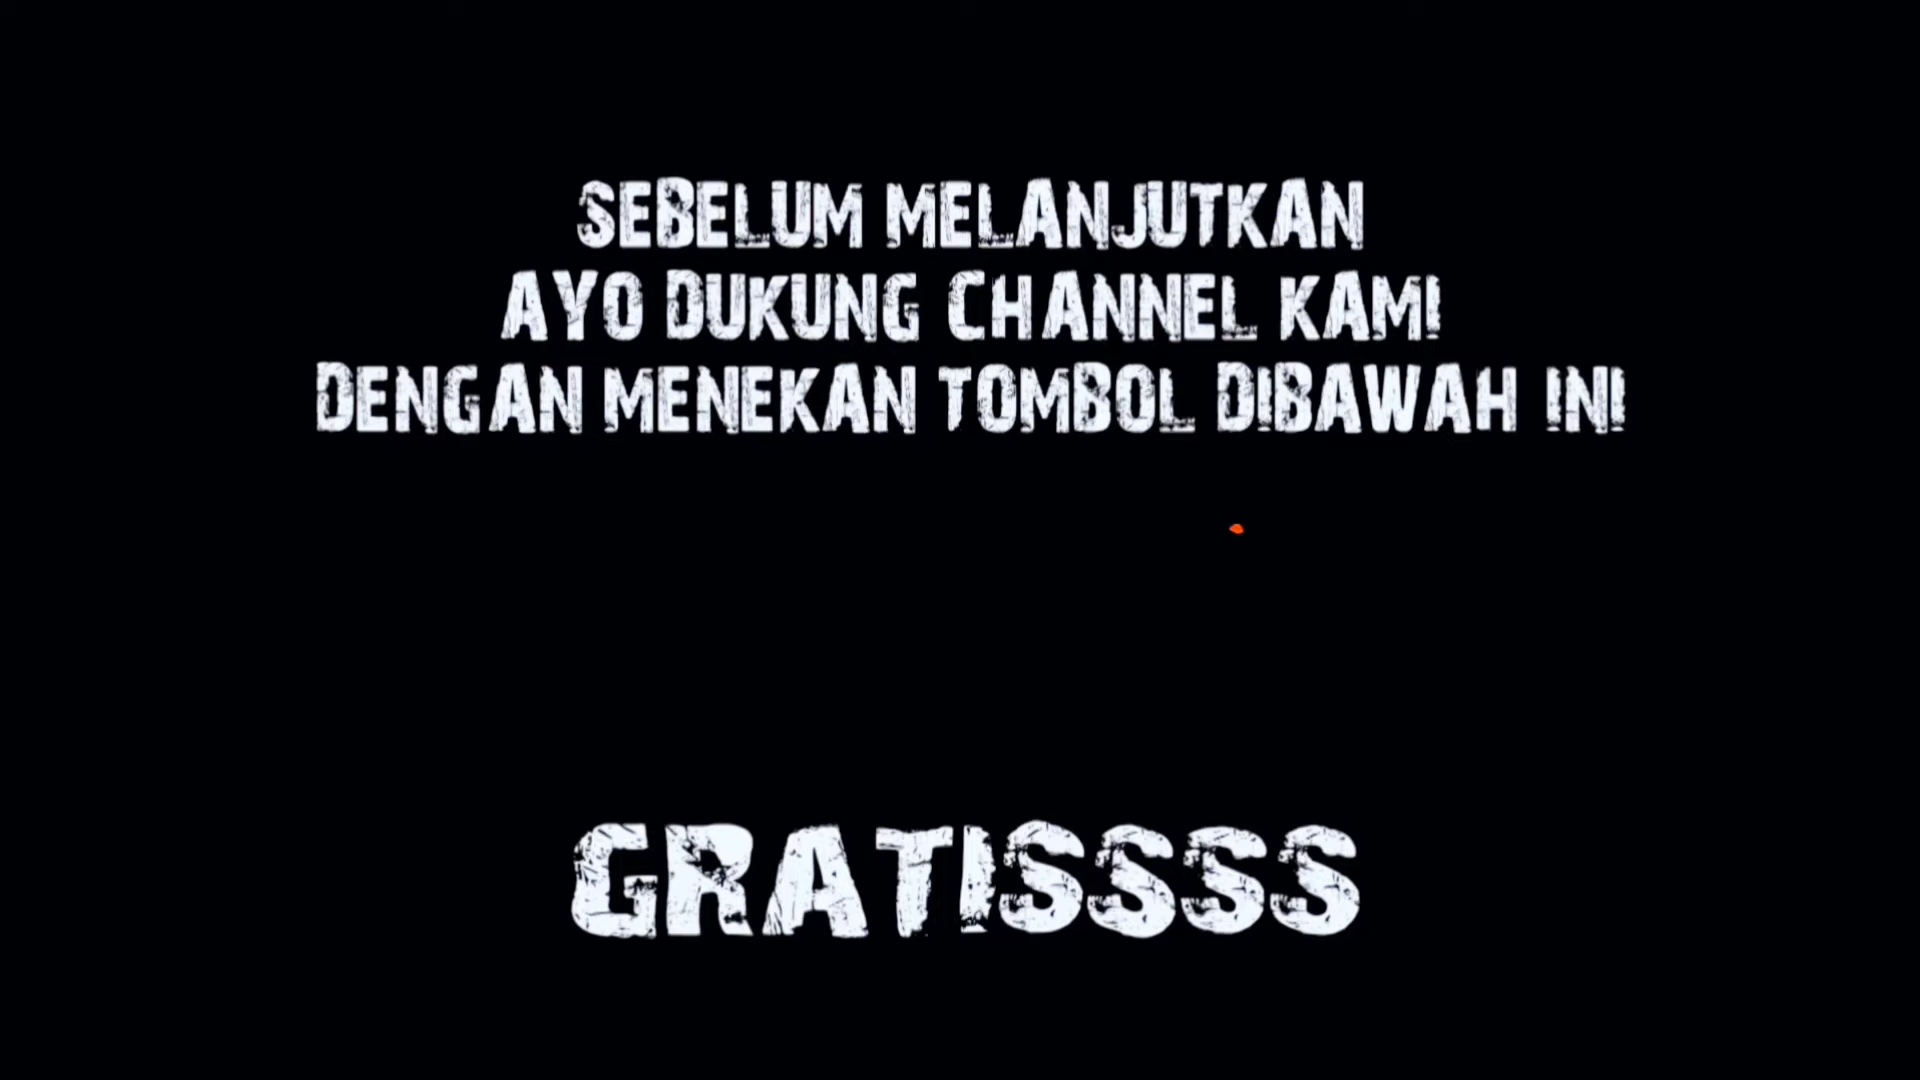 SEBELUM MELANJUTKAN
AYO DUKUNG CHANNEL KAMI
DENGAN MENEKAN TOMBOL DIBAWAH INI
GRATISSSS